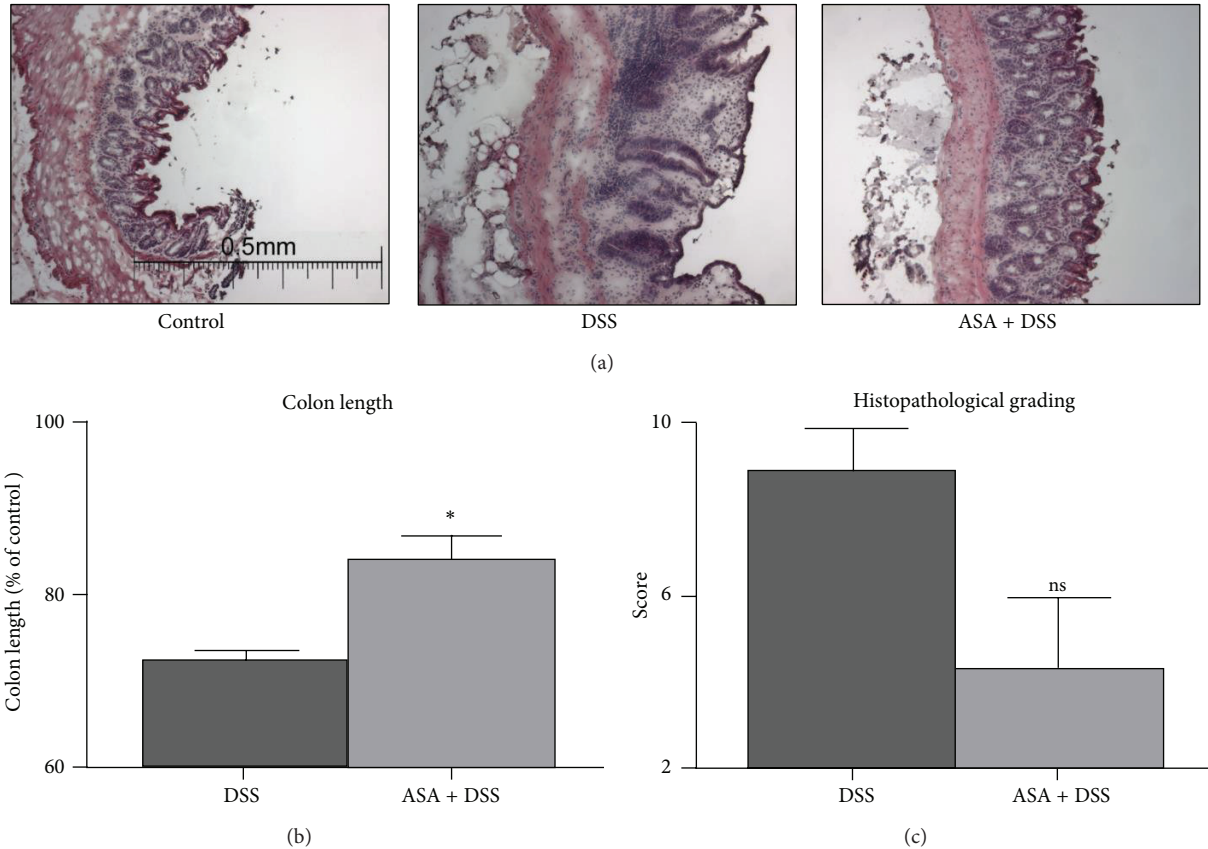 0.5mm
Control
DSS
ASA + DSS
(a)
Colon length
100
80
60
Colon length (% of control )
*
DSS
ASA + DSS
(b)
Histopathological grading
10
6
2
Score
ns
DSS
ASA + DSS
(c)